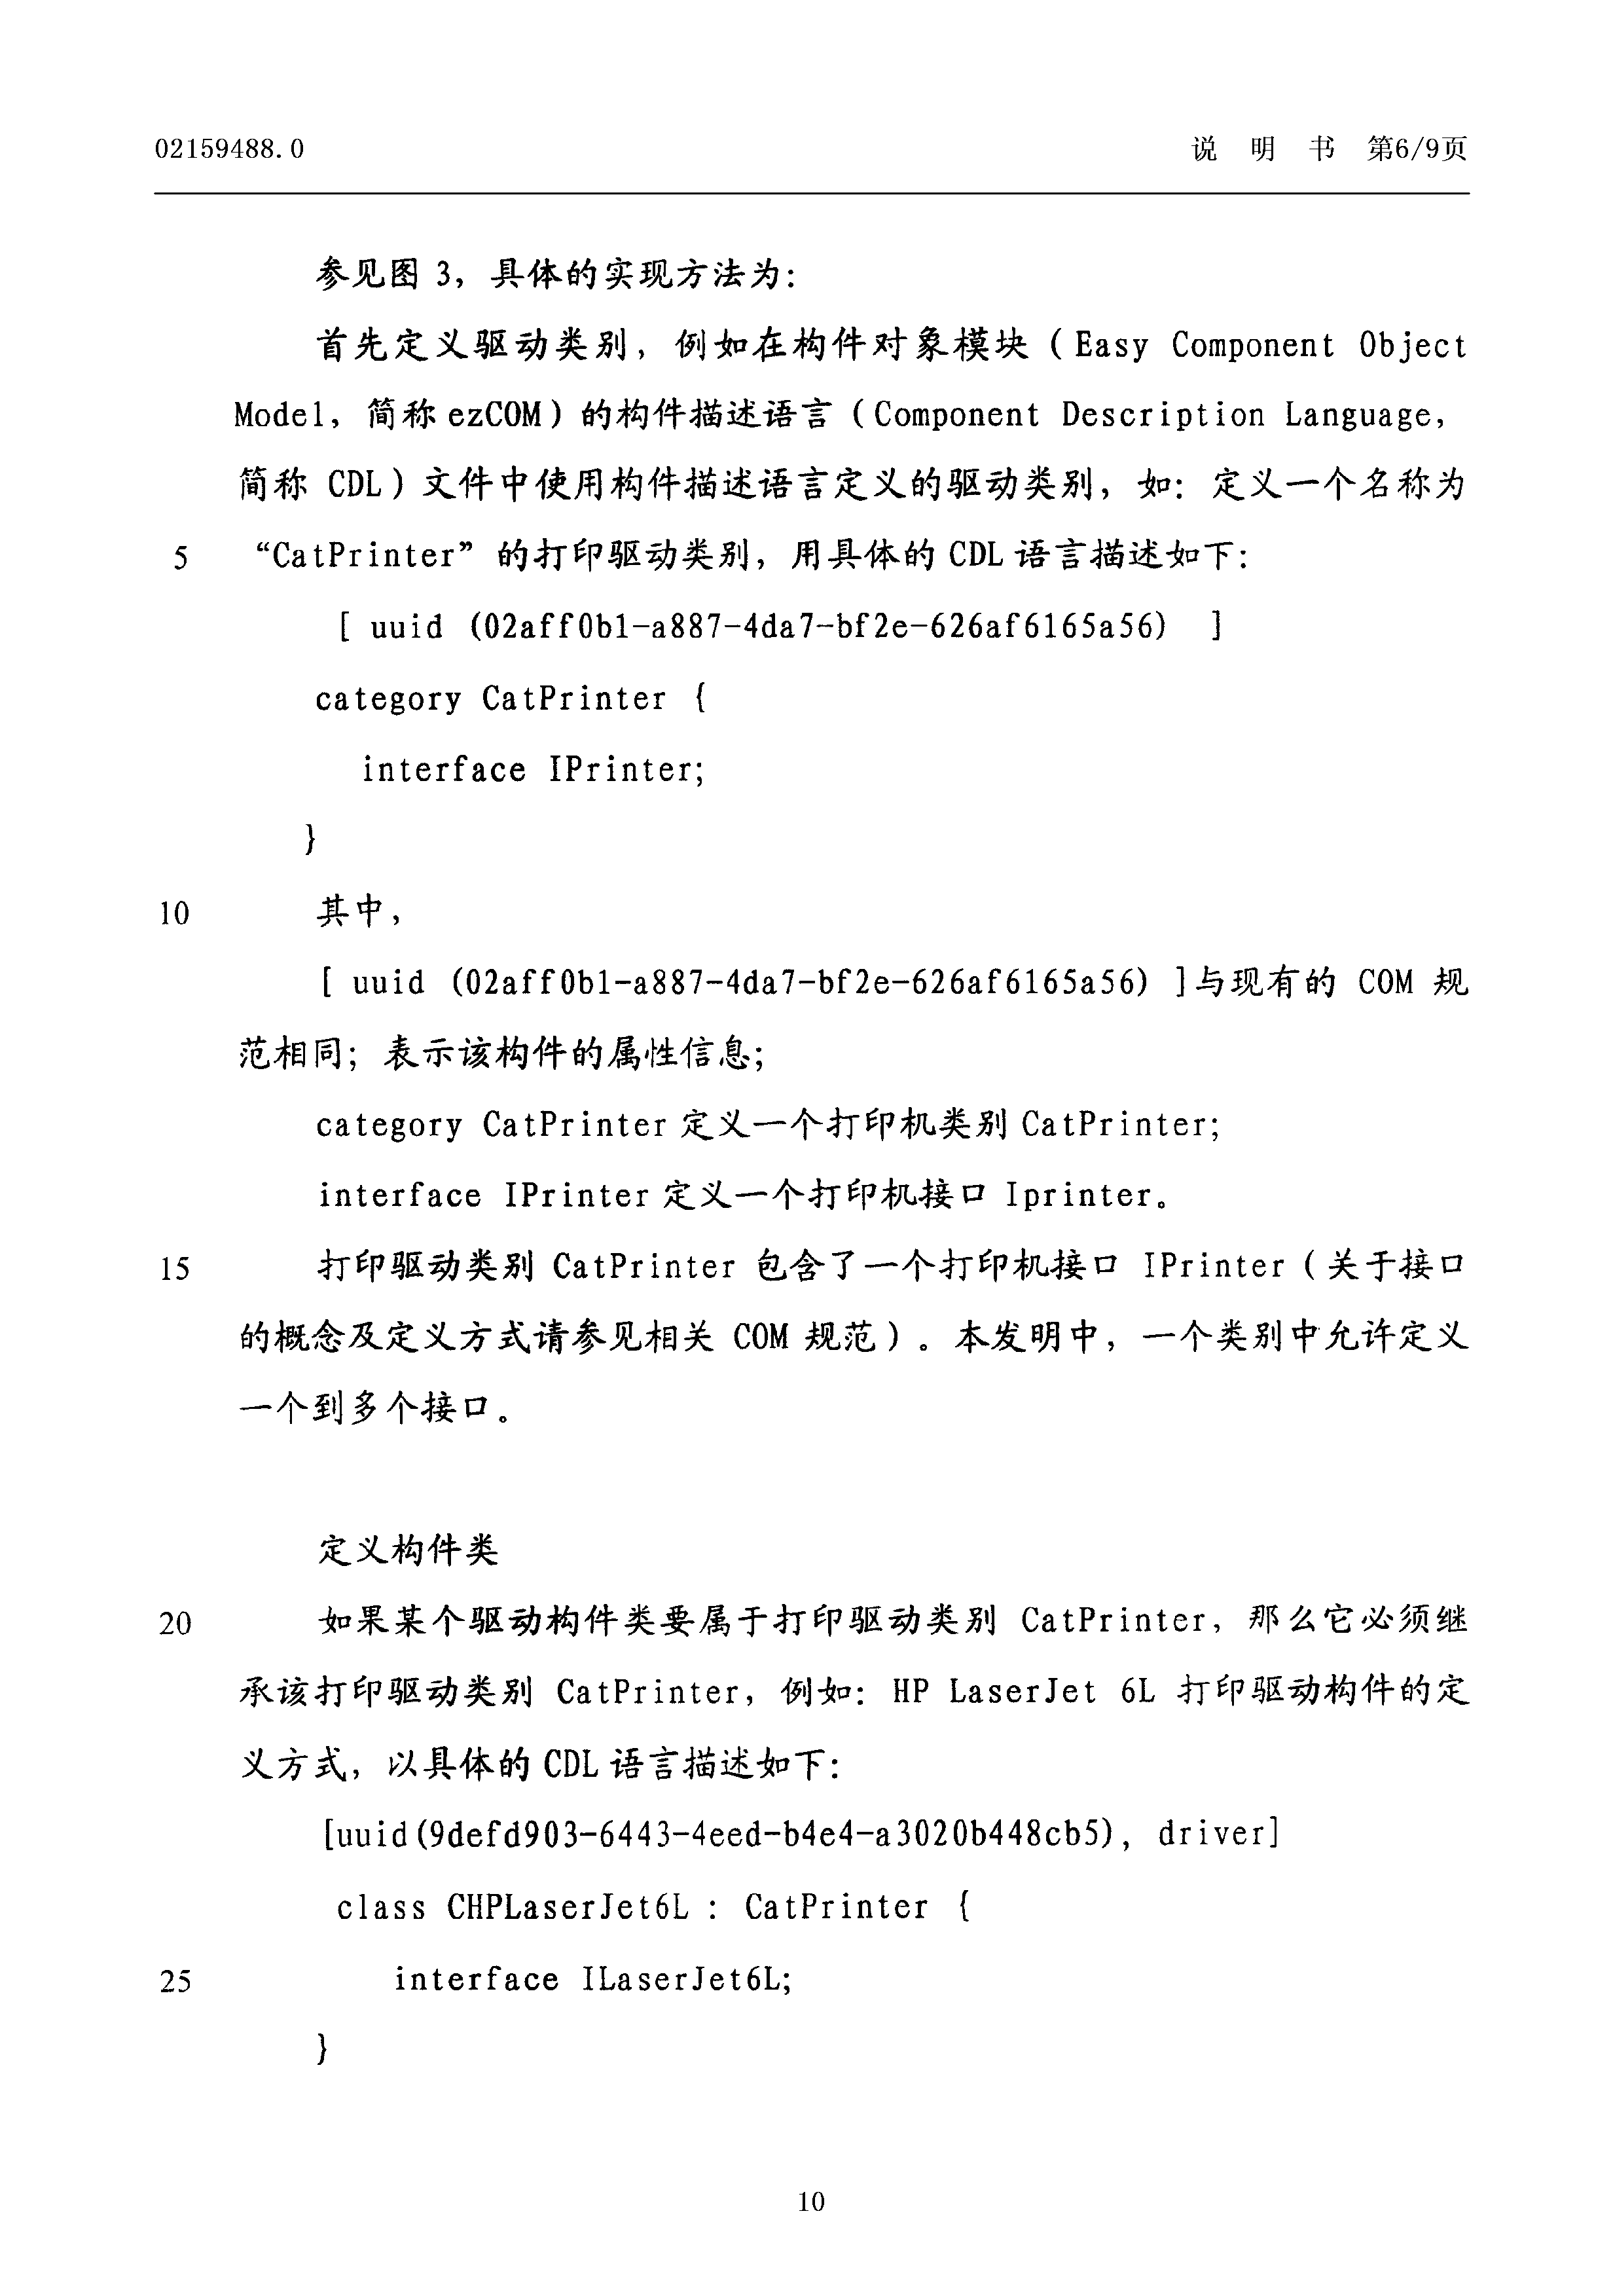 02159488.0 说 明 书 第6/9页
参见图 3，具体的实现方法为：
首先定义驱动类别，例如在构件对象模块（Easy Component Object
Model，简称 ezCOM）的构件描述语言（Component Description Language，
简称 CDL）文件中使用构件描述语言定义的驱动类别，如：定义一个名称为
5 “CatPrinter”的打印驱动类别，用具体的 CDL 语言描述如下：
[ uuid (02aff0b1-a887-4da7-bf2e-626af6165a56) ]
category CatPrinter {
interface IPrinter;
}
10 其中，
[ uuid (02aff0b1-a887-4da7-bf2e-626af6165a56) ]与现有的 COM 规
范相同；表示该构件的属性信息；
category CatPrinter 定义一个打印机类别 CatPrinter;
interface IPrinter 定义一个打印机接口 Iprinter。
15 打印驱动类别 CatPrinter 包含了一个打印机接口 IPrinter（关于接口
的概念及定义方式请参见相关 COM 规范）。本发明中，一个类别中允许定义
一个到多个接口。
定义构件类
20 如果某个驱动构件类要属于打印驱动类别 CatPrinter，那么它必须继
承该打印驱动类别 CatPrinter，例如：HP LaserJet 6L 打印驱动构件的定
义方式，以具体的 CDL 语言描述如下：
[uuid(9defd903-6443-4eed-b4e4-a3020b448cb5), driver]
class CHPLaserJet6L : CatPrinter {
25 interface ILaserJet6L;
}
10